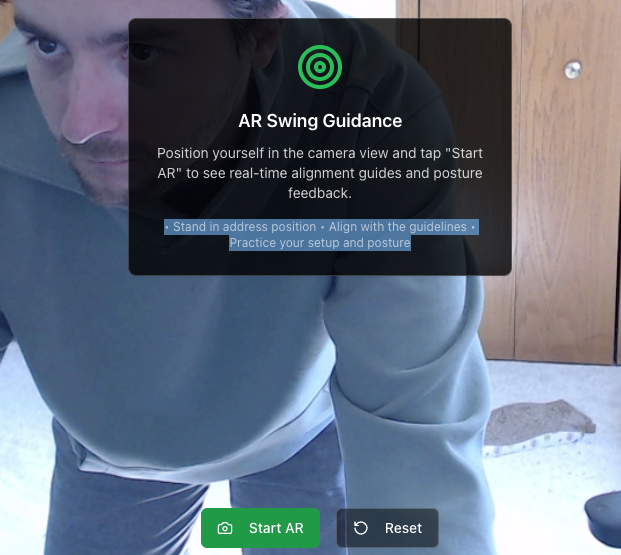 AR Swing Guidance
Position yourself in the camera view and tap "Start
AR" to see real-time alignment guides and posture
feedback.
• Stand in address position • Align with the guidelines •
Practice your setup and posture
Start AR
Reset